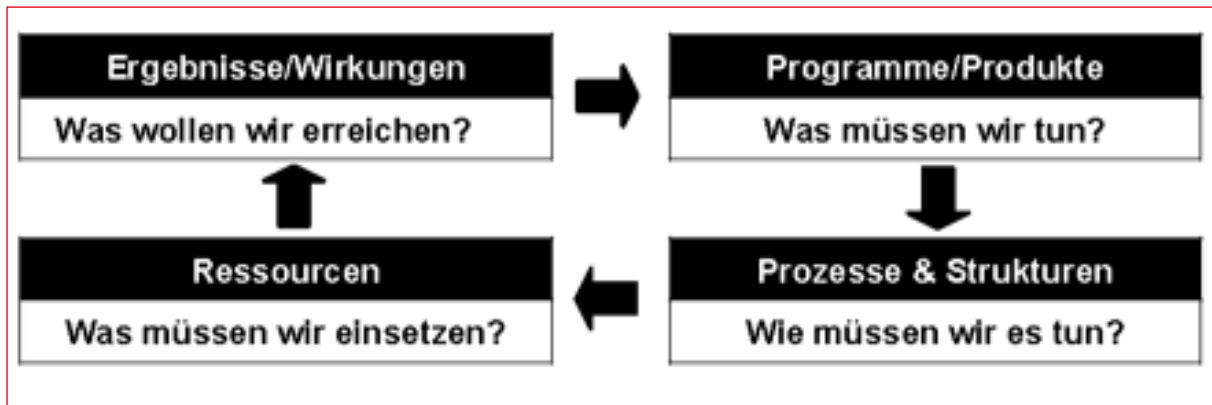 Ergebnisse/Wirkungen
Was wollen wir erreichen?
Programme/Produkte
Was müssen wir tun?
Ressourcen
Was müssen wir einsetzen?
Prozesse & Strukturen
Wie müssen wir es tun?